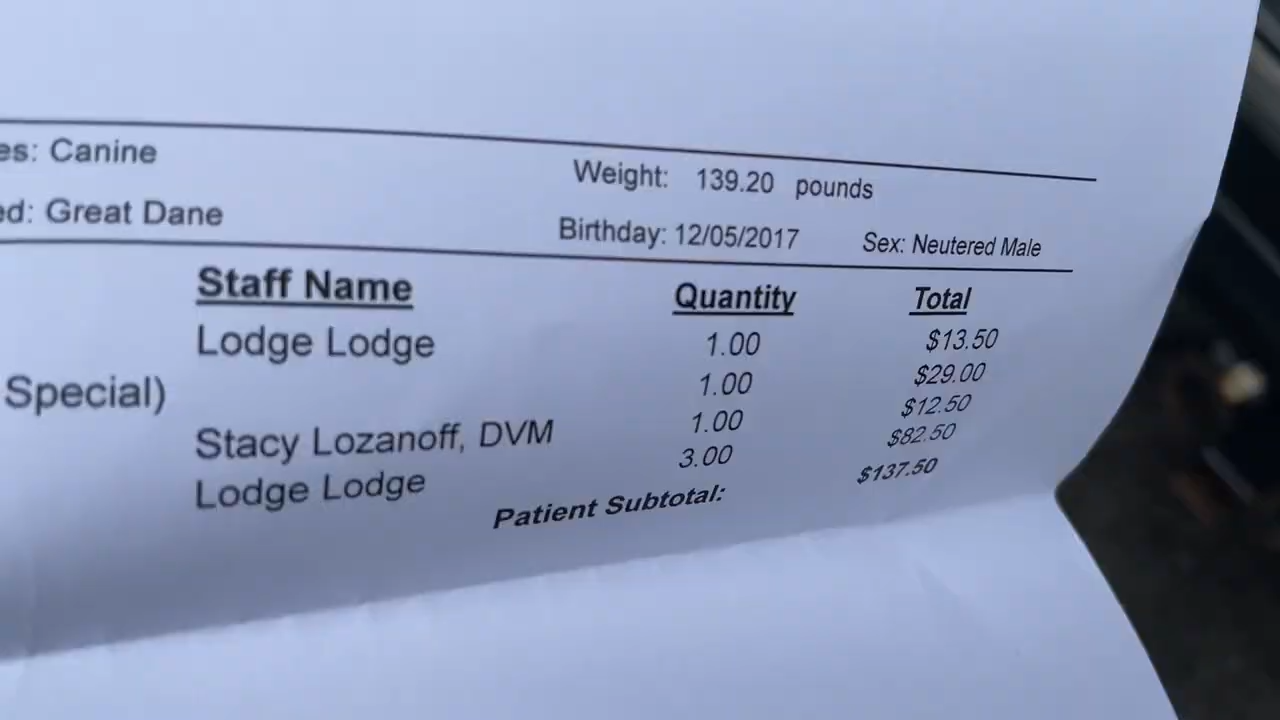 es: Canine Weight: 139.20 pounds
ed: Great Dane Birthday: 12/05/2017 Sex: Neutered Male
Staff Name Quantity Total
Lodge Lodge 1.00 $13.50
Special) 1.00 $29.00
Stacy Lozanoff, DVM 1.00 $12.50
Lodge Lodge 3.00 $82.50
Patient Subtotal: $137.50